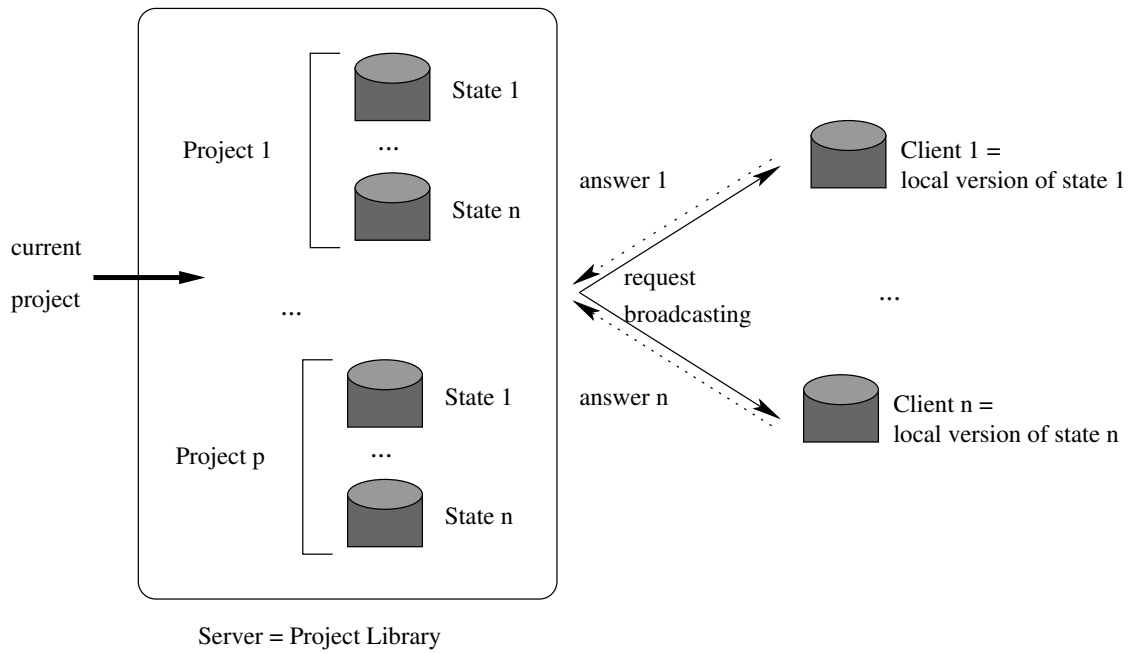 current
project
Project 1
State 1
...
State n
...
Project p
State 1
...
State n
Server = Project Library
answer 1
request
broadcasting
answer n
Client 1 =
local version of state 1
...
Client n =
local version of state n